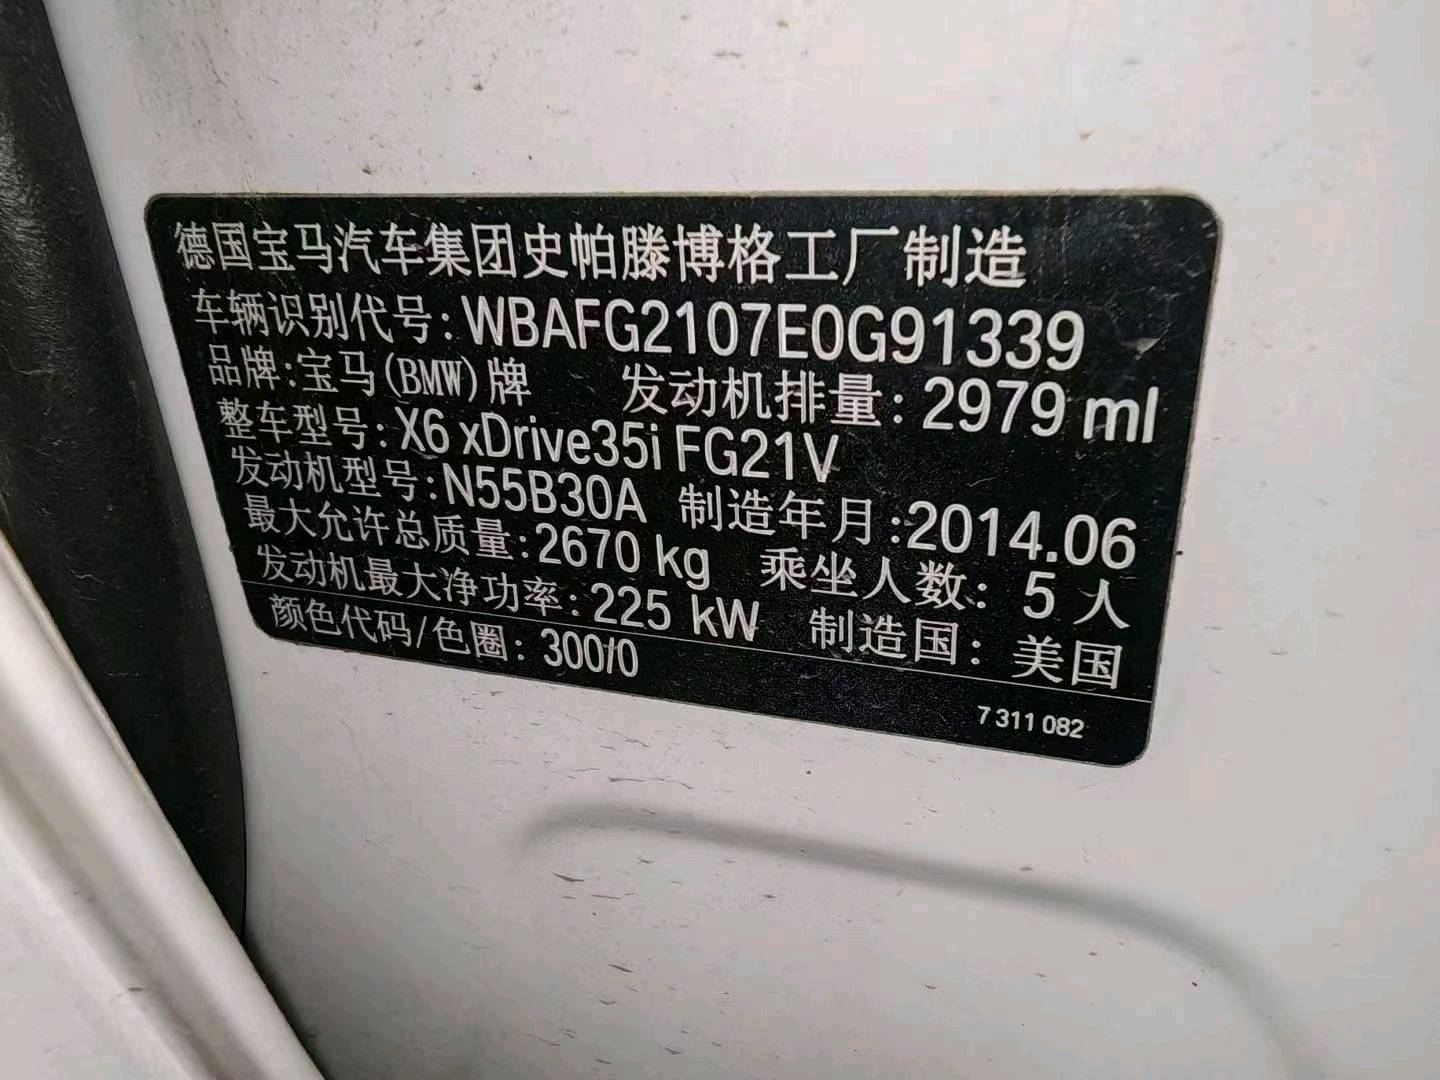 德国宝马汽车集团史帕滕博格工厂制造
车辆识别代号:WBAFG2107E0G91339
品牌:宝马(BMW)牌 发动机排量:2979 ml
整车型号:X6 xDrive35i FG21V
发动机型号:N55B30A 制造年月:2014.06
最大允许总质量:2670 kg 乘坐人数:5人
发动机最大净功率:225 kW 制造国:美国
颜色代码/色圈:300/0
7 311 082